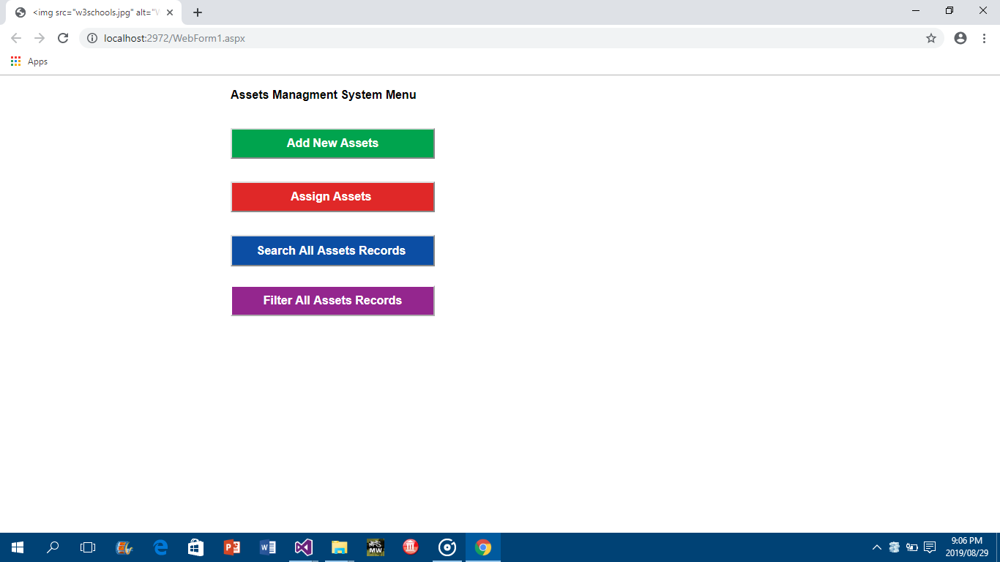 <img src="w3schools.jpg" alt="W
localhost:2972/WebForm1.aspx
Apps
Assets Managment System Menu
Add New Assets
Assign Assets
Search All Assets Records
Filter All Assets Records
MW
9:06 PM
2019/08/29